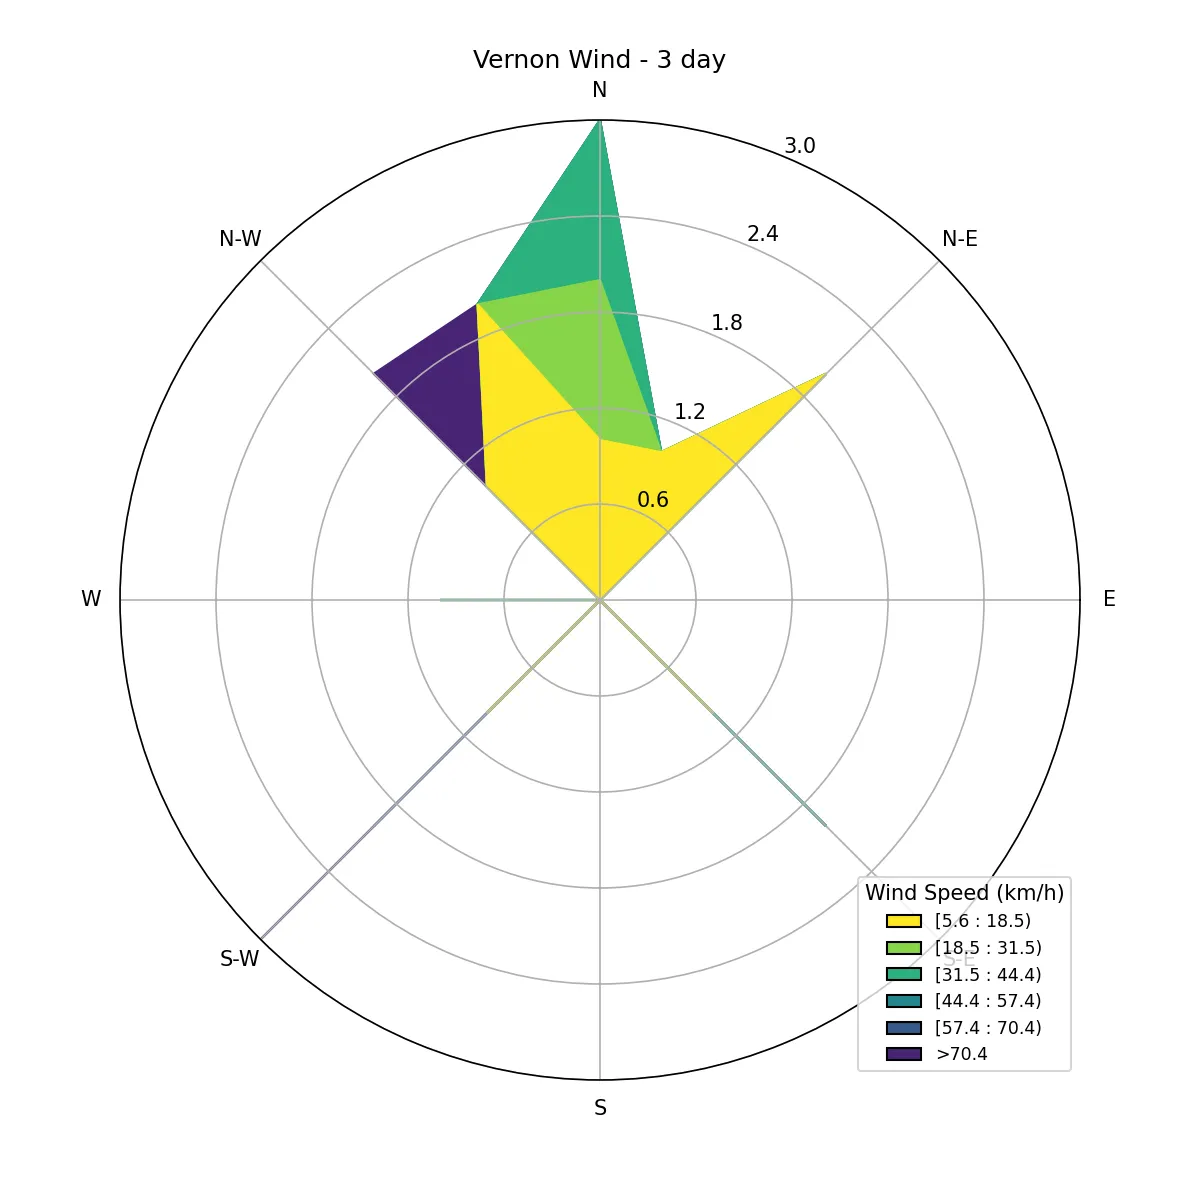 Vernon Wind - 3 day
N
3.0
N-W
2.4
N-E
1.8
1.2
0.6
W
E
Wind Speed (km/h)
[5.6 : 18.5)
[18.5 : 31.5)
S-W
S-E
[31.5 : 44.4)
[44.4 : 57.4)
[57.4 : 70.4)
>70.4
S